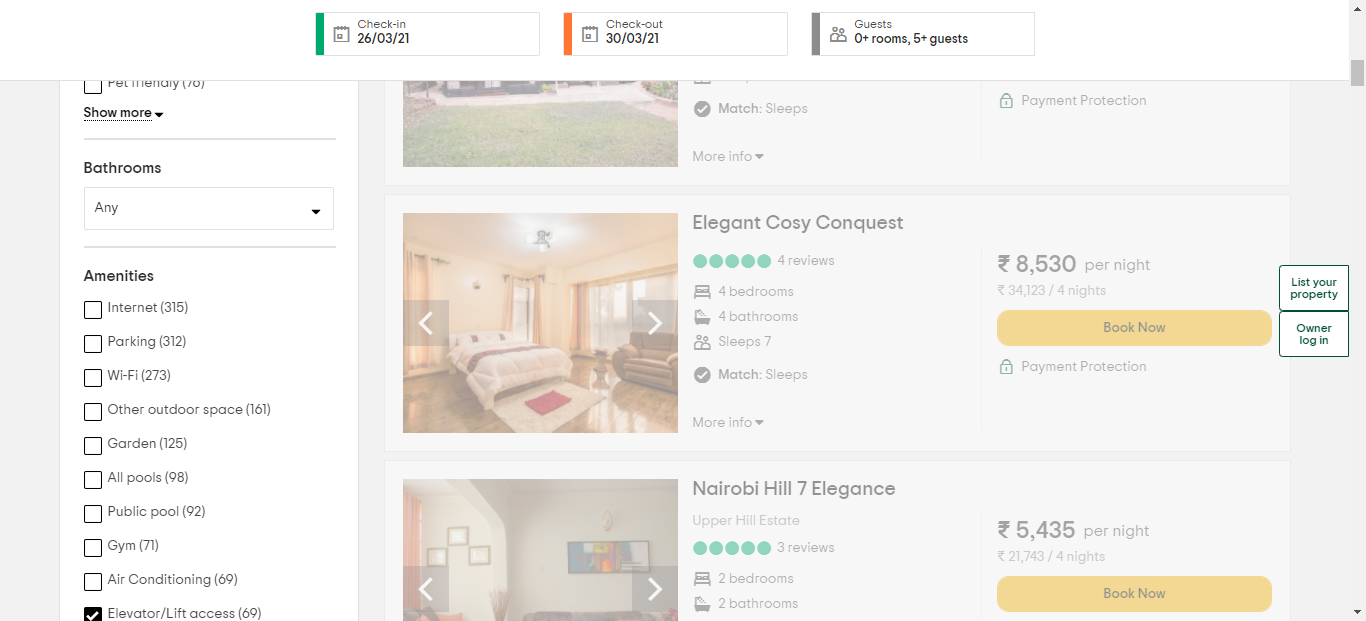 Check-in
26/03/21
Check-out
30/03/21
Guests
0+ rooms, 5+ guests
Pet friendly (76)
Show more
Bathrooms
Any
Amenities
Internet (315)
Parking (312)
Wi-Fi (273)
Other outdoor space (161)
Garden (125)
All pools (98)
Public pool (92)
Gym (71)
Air Conditioning (69)
Elevator/Lift access (69)
Match: Sleeps
More info
Payment Protection
Elegant Cosy Conquest
4 reviews
4 bedrooms
4 bathrooms
Sleeps 7
Match: Sleeps
More info
₹ 8,530 per night
₹ 34,123 / 4 nights
Book Now
Payment Protection
Nairobi Hill 7 Elegance
Upper Hill Estate
3 reviews
2 bedrooms
2 bathrooms
₹ 5,435 per night
₹ 21,743 / 4 nights
Book Now
List your
property
Owner
log in